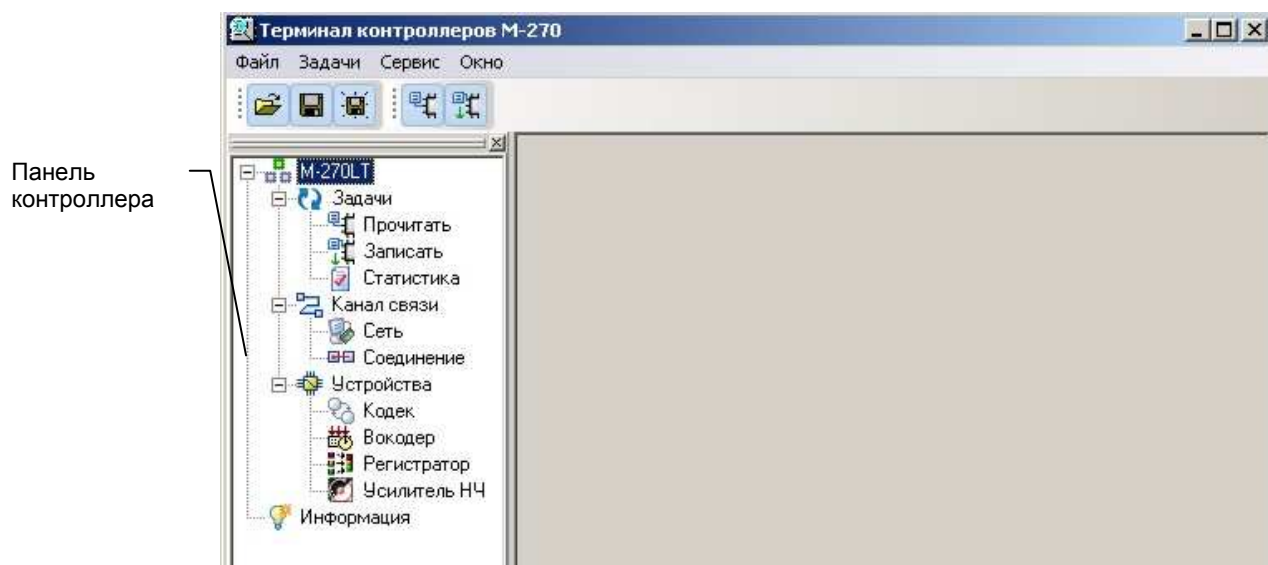 Терминал контроллеров М-270
Файл Задачи Сервис Окно
Панель
контроллера
M-270LT
Задачи
Прочитать
Записать
Статистика
Канал связи
Сеть
Соединение
Устройства
Кодек
Вокодер
Регистратор
Усилитель НЧ
Информация